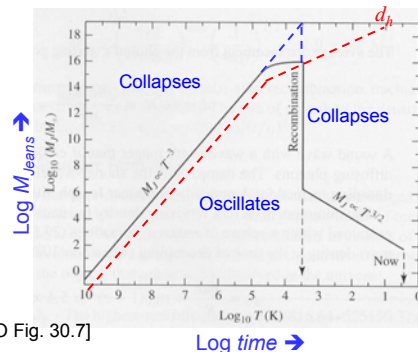 d_h
18
16
14
12
10
8
6
4
2
0
Log M_Jeans →
Log₁₀ (M_J/M_☉)
Collapses
Collapses
Oscillates
M_J ∝ T⁻³
Recombination
M_J ∝ T³ᐟ²
Now
10 9 8 7 6 5 4 3 2 1 0
Log₁₀ T (K)
O Fig. 30.7]
Log time →